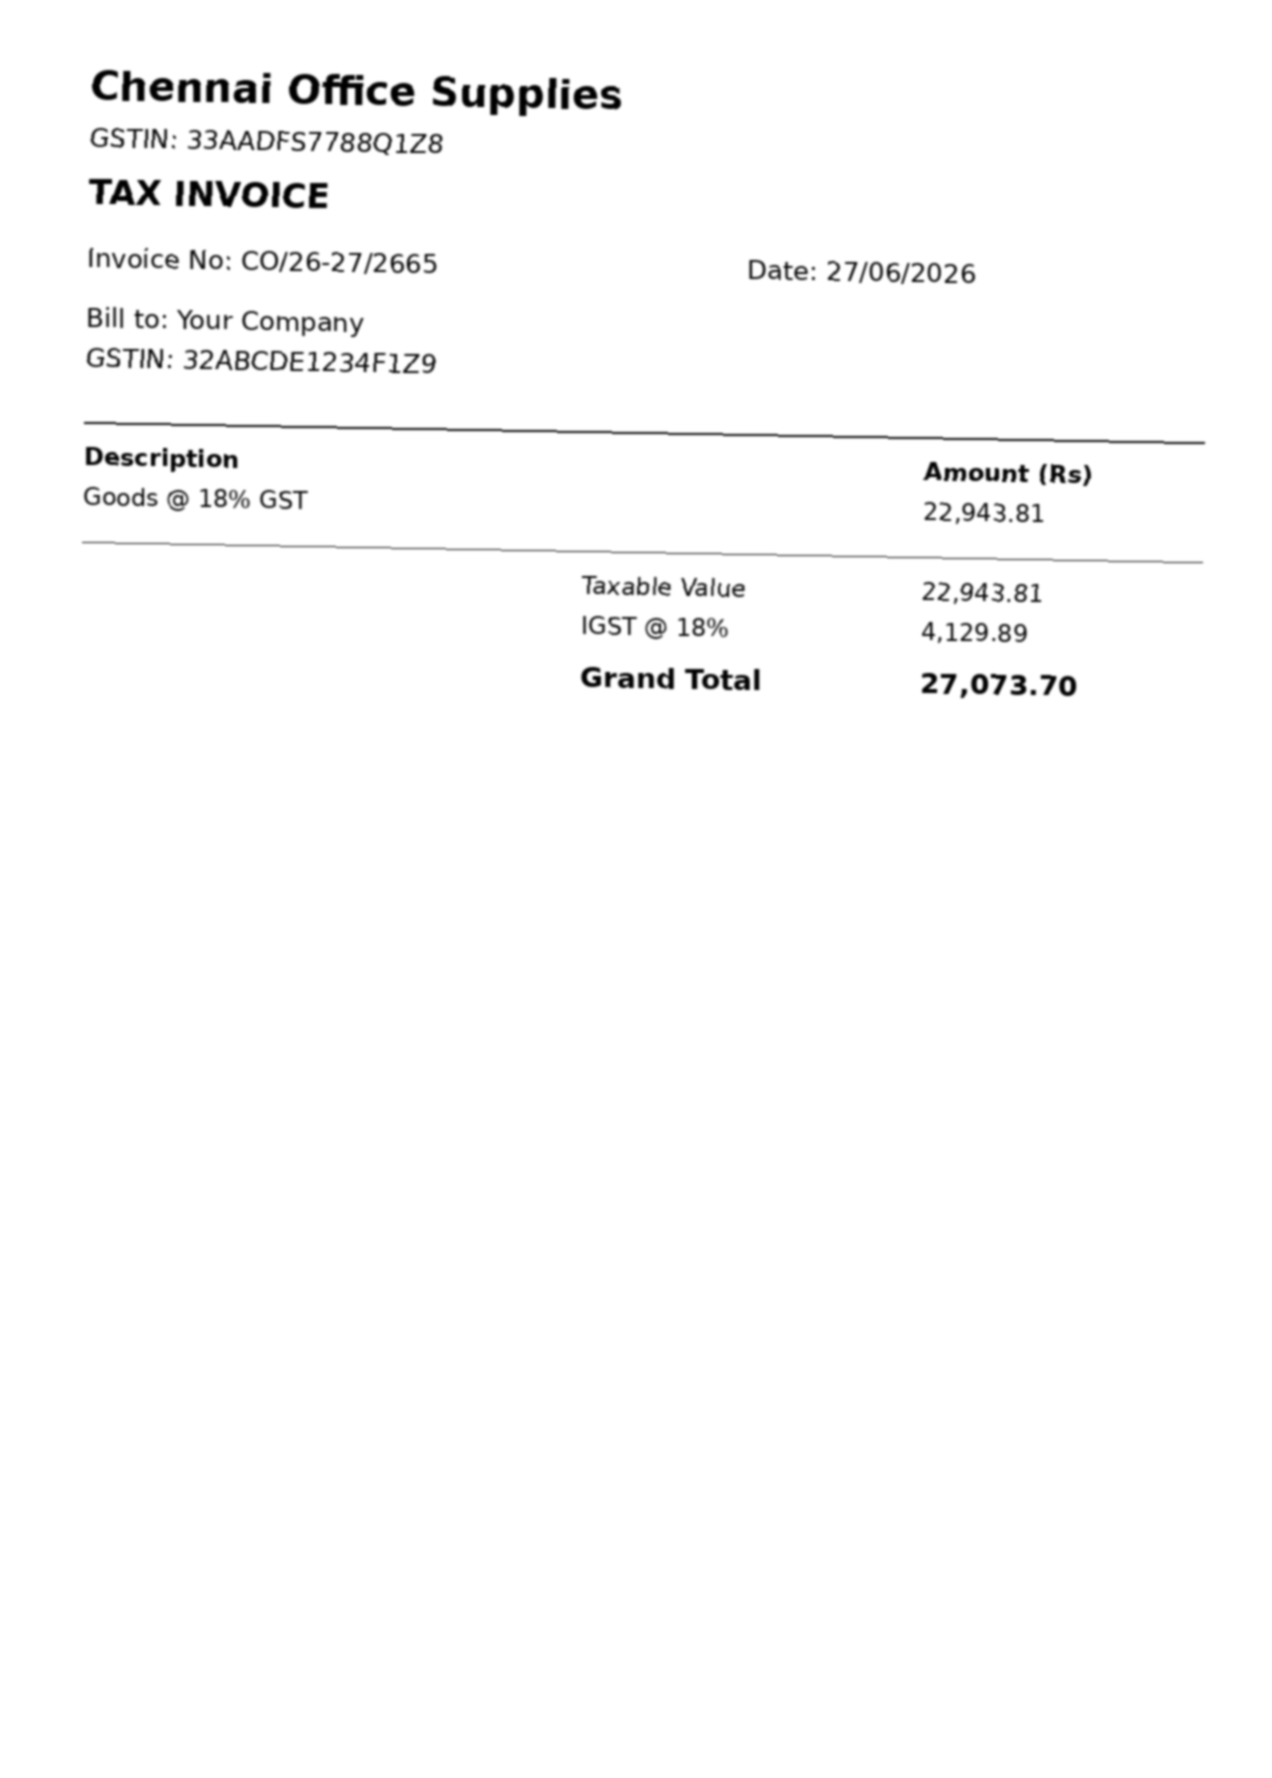 Chennai Office Supplies
GSTIN: 33AADFS7788Q1Z8
TAX INVOICE
Invoice No: CO/26-27/2665 Date: 27/06/2026
Bill to: Your Company
GSTIN: 32ABCDE1234F1Z9
Description Amount (Rs)
Goods @ 18% GST 22,943.81
Taxable Value 22,943.81
IGST @ 18% 4,129.89
Grand Total 27,073.70